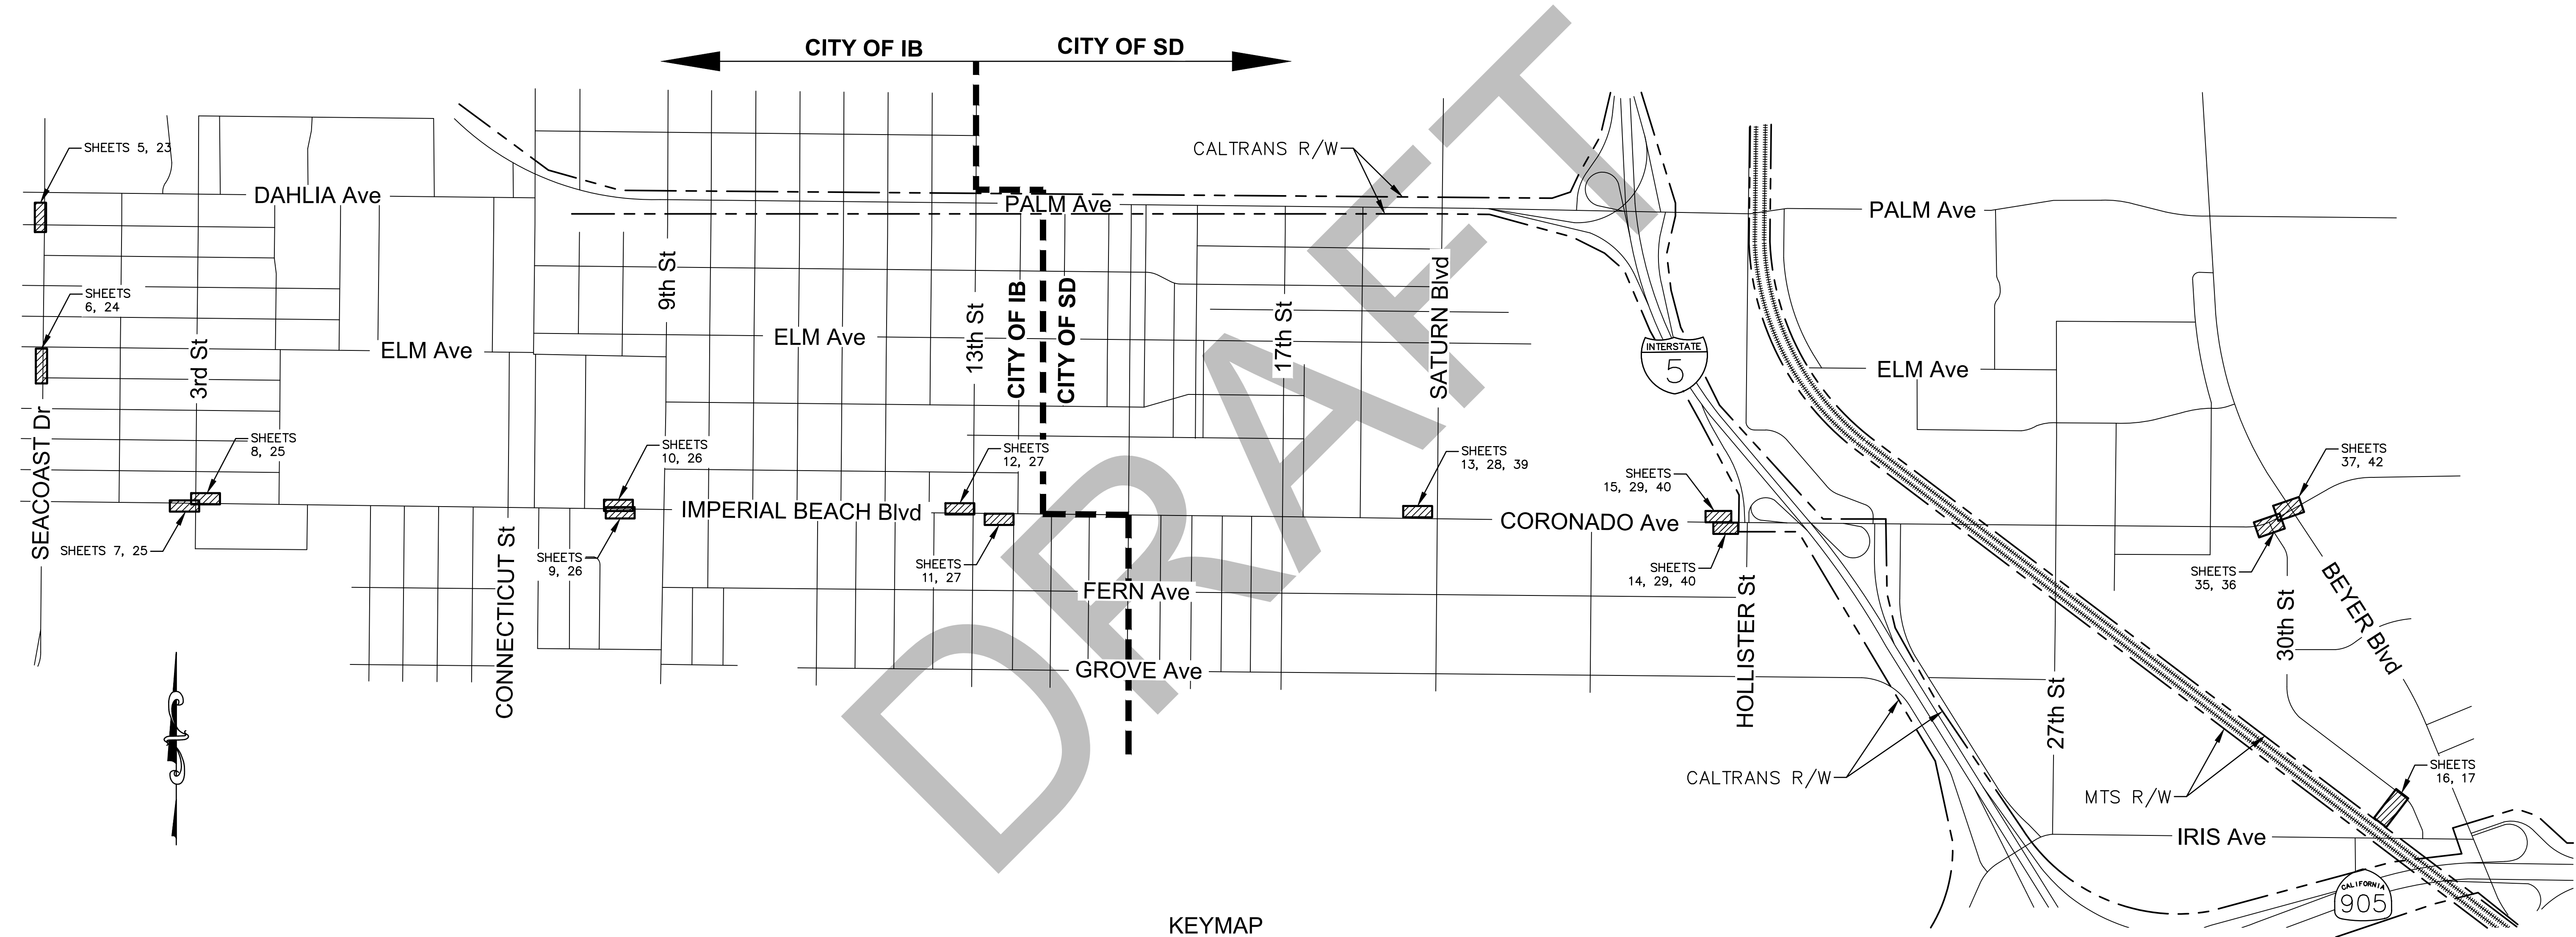 CITY OF IB
CITY OF SD
CALTRANS R/W
SHEETS 5, 23
DAHLIA Ave
PALM Ave
PALM Ave
9th St
SATURN Blvd
SHEETS
6, 24
13th St
CITY OF IB
CITY OF SD
17th St
3rd St
ELM Ave
ELM Ave
INTERSTATE
5
ELM Ave
SEACOAST Dr
SHEETS
8, 25
SHEETS
10, 26
SHEETS
12, 27
SHEETS
13, 28, 39
SHEETS
15, 29, 40
SHEETS
37, 42
IMPERIAL BEACH Blvd
CORONADO Ave
SHEETS 7, 25
CONNECTICUT St
SHEETS
9, 26
SHEETS
11, 27
SHEETS
14, 29, 40
SHEETS
35, 36
FERN Ave
HOLLISTER St
30th St
BEYER Blvd
GROVE Ave
27th St
CALTRANS R/W
MTS R/W
SHEETS
16, 17
IRIS Ave
CALIFORNIA
905
DRAFT
KEYMAP